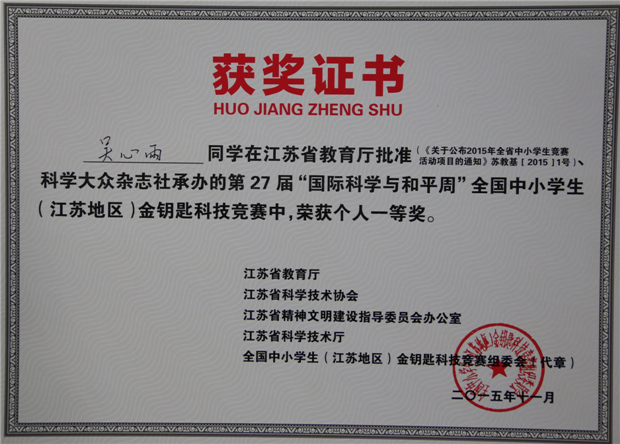 获奖证书
HUO JIANG ZHENG SHU
吴心雨 同学在江苏省教育厅批准(《关于公布2015年全省中小学生竞赛活动项目的通知》苏教基[2015]1号)、
科学大众杂志社承办的第27届“国际科学与和平周”全国中小学生
(江苏地区)金钥匙科技竞赛中,荣获个人一等奖。
江苏省教育厅
江苏省科学技术协会
江苏省精神文明建设指导委员会办公室
江苏省科学技术厅
全国中小学生(江苏地区)金钥匙科技竞赛组委会(代章)
二〇一五年十一月